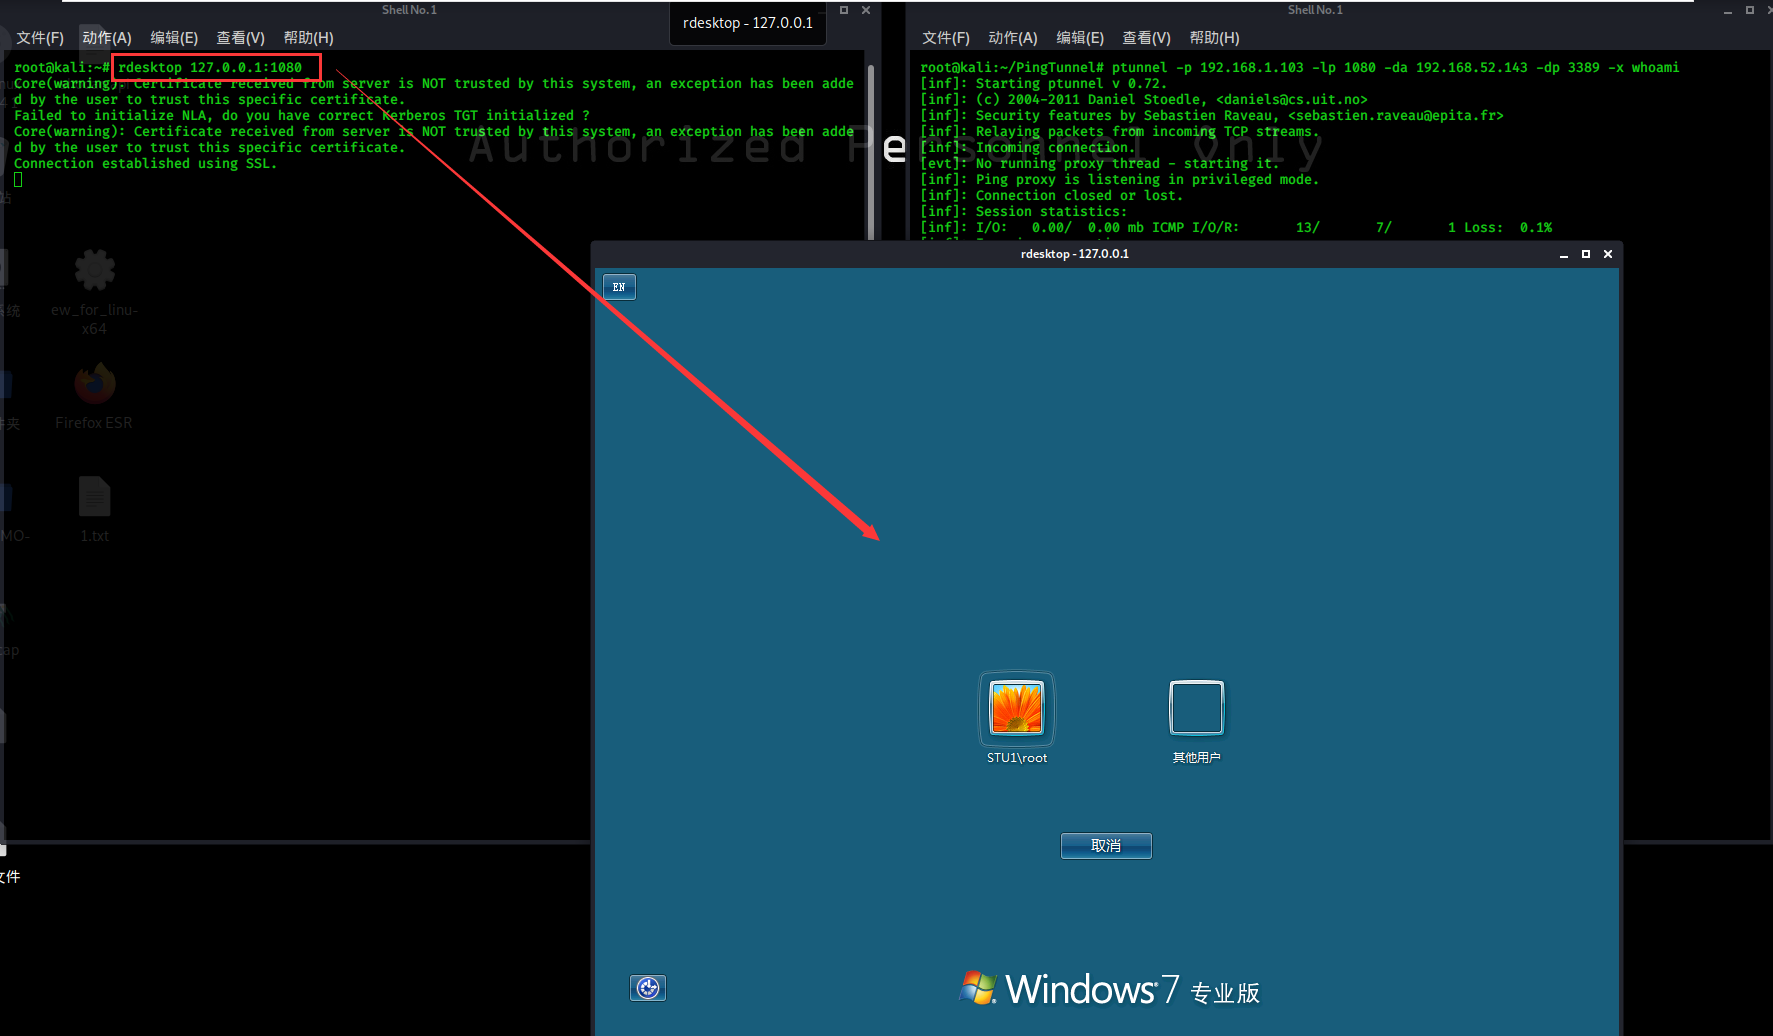 Shell No.1
文件(F) 动作(A) 编辑(E) 查看(V) 帮助(H)
rdesktop - 127.0.0.1
root@kali:~# rdesktop 127.0.0.1:1080
Core(warning): Certificate received from server is NOT trusted by this system, an exception has been adde
d by the user to trust this specific certificate.
Failed to initialize NLA, do you have correct Kerberos TGT initialized ?
Core(warning): Certificate received from server is NOT trusted by this system, an exception has been adde
d by the user to trust this specific certificate.
Connection established using SSL.
Authorized Personnel Only
Shell No.1
文件(F) 动作(A) 编辑(E) 查看(V) 帮助(H)
root@kali:~/PingTunnel# ptunnel -p 192.168.1.103 -lp 1080 -da 192.168.52.143 -dp 3389 -x whoami
[inf]: Starting ptunnel v 0.72.
[inf]: (c) 2004-2011 Daniel Stoedle, <daniels@cs.uit.no>
[inf]: Security features by Sebastien Raveau, <sebastien.raveau@epita.fr>
[inf]: Relaying packets from incoming TCP streams.
[inf]: Incoming connection.
[evt]: No running proxy thread - starting it.
[inf]: Ping proxy is listening in privileged mode.
[inf]: Connection closed or lost.
[inf]: Session statistics:
[inf]: I/O: 0.00/ 0.00 mb ICMP I/O/R: 13/ 7/ 1 Loss: 0.1%
ew_for_linu-
x64
Firefox ESR
1.txt
MO-
文件
rdesktop - 127.0.0.1
EN
STU1\root
其他用户
取消
Windows 7 专业版